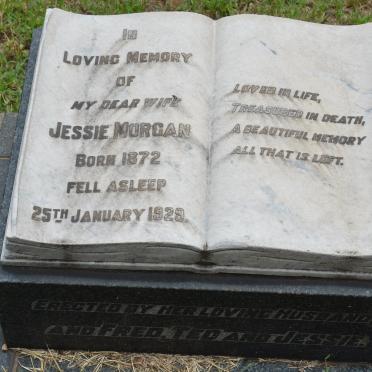 In
Loving Memory
of
my dear wife
Jessie Morgan
Born 1872
fell asleep
25th January 1929.
Loved in life,
Treasured in death,
A beautiful memory
all that is left.
Erected by her loving Husband
and Fred, Ted and Jessie.